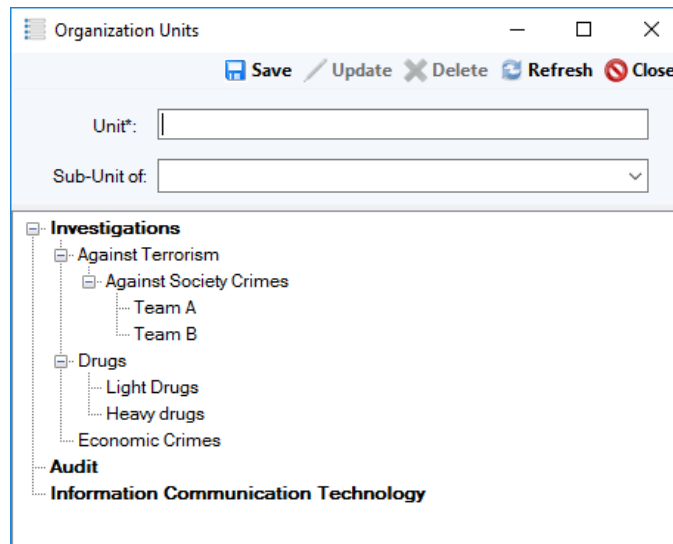 Organization Units
Save Update Delete Refresh Close
Unit*:
Sub-Unit of:
Investigations
Against Terrorism
Against Society Crimes
Team A
Team B
Drugs
Light Drugs
Heavy drugs
Economic Crimes
Audit
Information Communication Technology